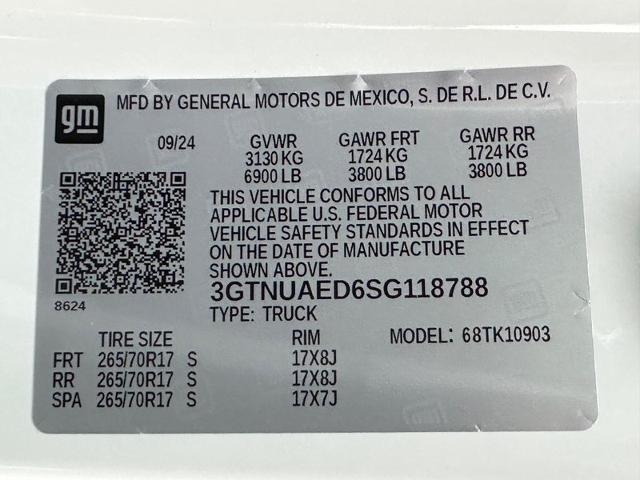 gm
MFD BY GENERAL MOTORS DE MEXICO, S. DE R.L. DE C.V.
09/24 GVWR GAWR FRT GAWR RR
3130 KG 1724 KG 1724 KG
6900 LB 3800 LB 3800 LB
THIS VEHICLE CONFORMS TO ALL
APPLICABLE U.S. FEDERAL MOTOR
VEHICLE SAFETY STANDARDS IN EFFECT
ON THE DATE OF MANUFACTURE
SHOWN ABOVE.
3GTNUAED6SG118788
8624
TYPE: TRUCK
TIRE SIZE RIM MODEL: 68TK10903
FRT 265/70R17 S 17X8J
RR 265/70R17 S 17X8J
SPA 265/70R17 S 17X7J